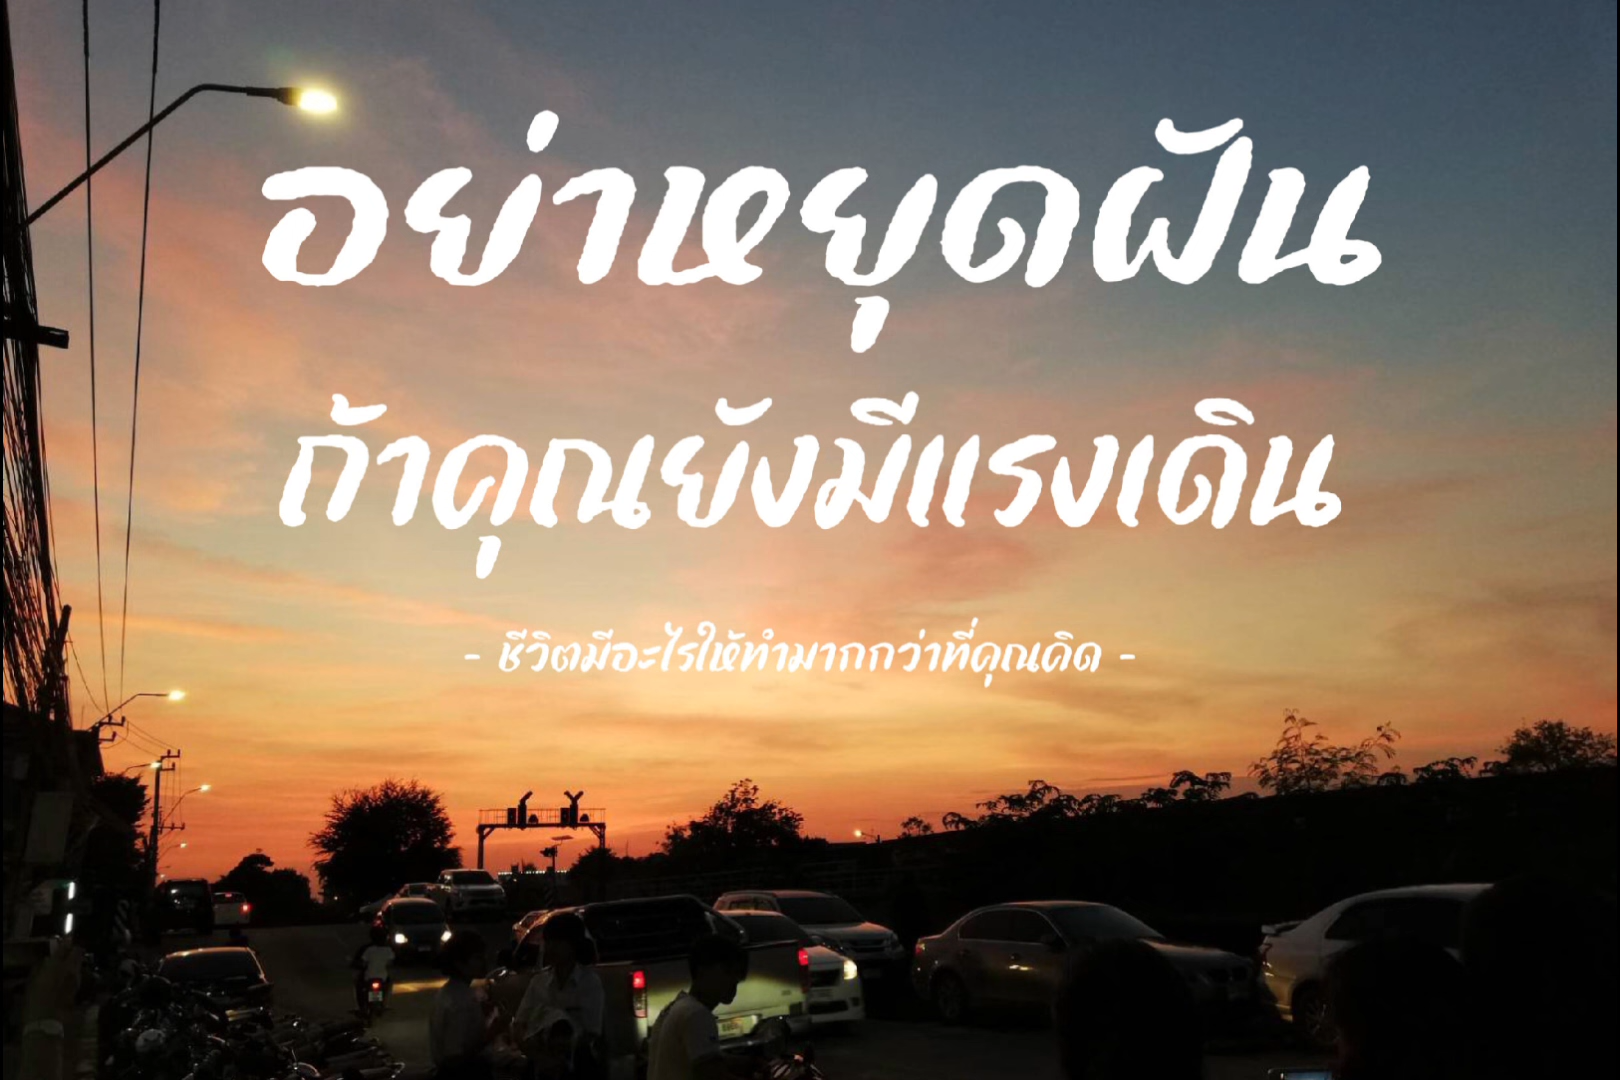 อย่าหยุดฝัน
ถ้าคุณยังมีแรงเดิน
- ชีวิตมีอะไรให้ทำมากกว่าที่คุณคิด -